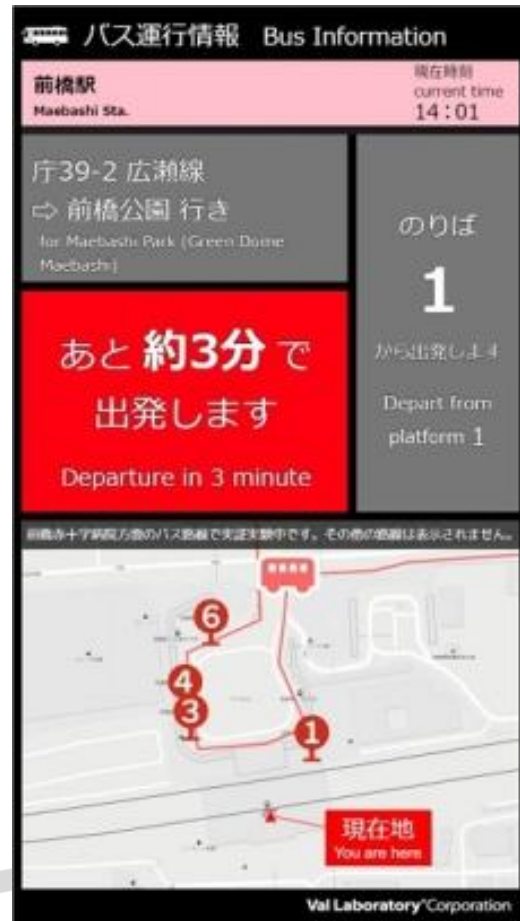 バス運行情報 Bus Information
前橋駅
Maebashi Sta.
現在時刻
current time
14:01
庁39-2 広瀬線
⇨ 前橋公園 行き
for Maebashi Park (Green Dome
Maebashi)
のりば
1
から出発します
Depart from
platform 1
あと 約3分 で
出発します
Departure in 3 minute
前橋赤十字病院方面のバス路線で実証実験中です。その他の路線は表示されません。
6
4
3
1
現在地
You are here
Val Laboratory Corporation